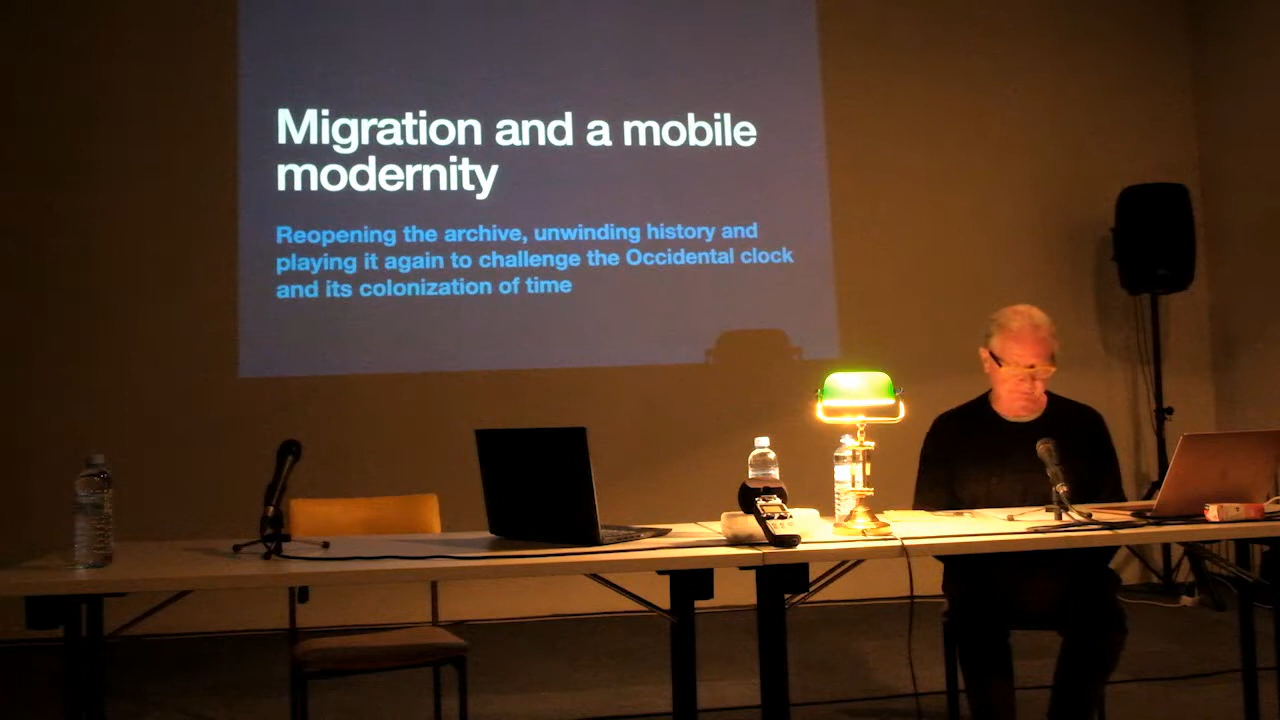 Migration and a mobile
modernity
Reopening the archive, unwinding history and
playing it again to challenge the Occidental clock
and its colonization of time